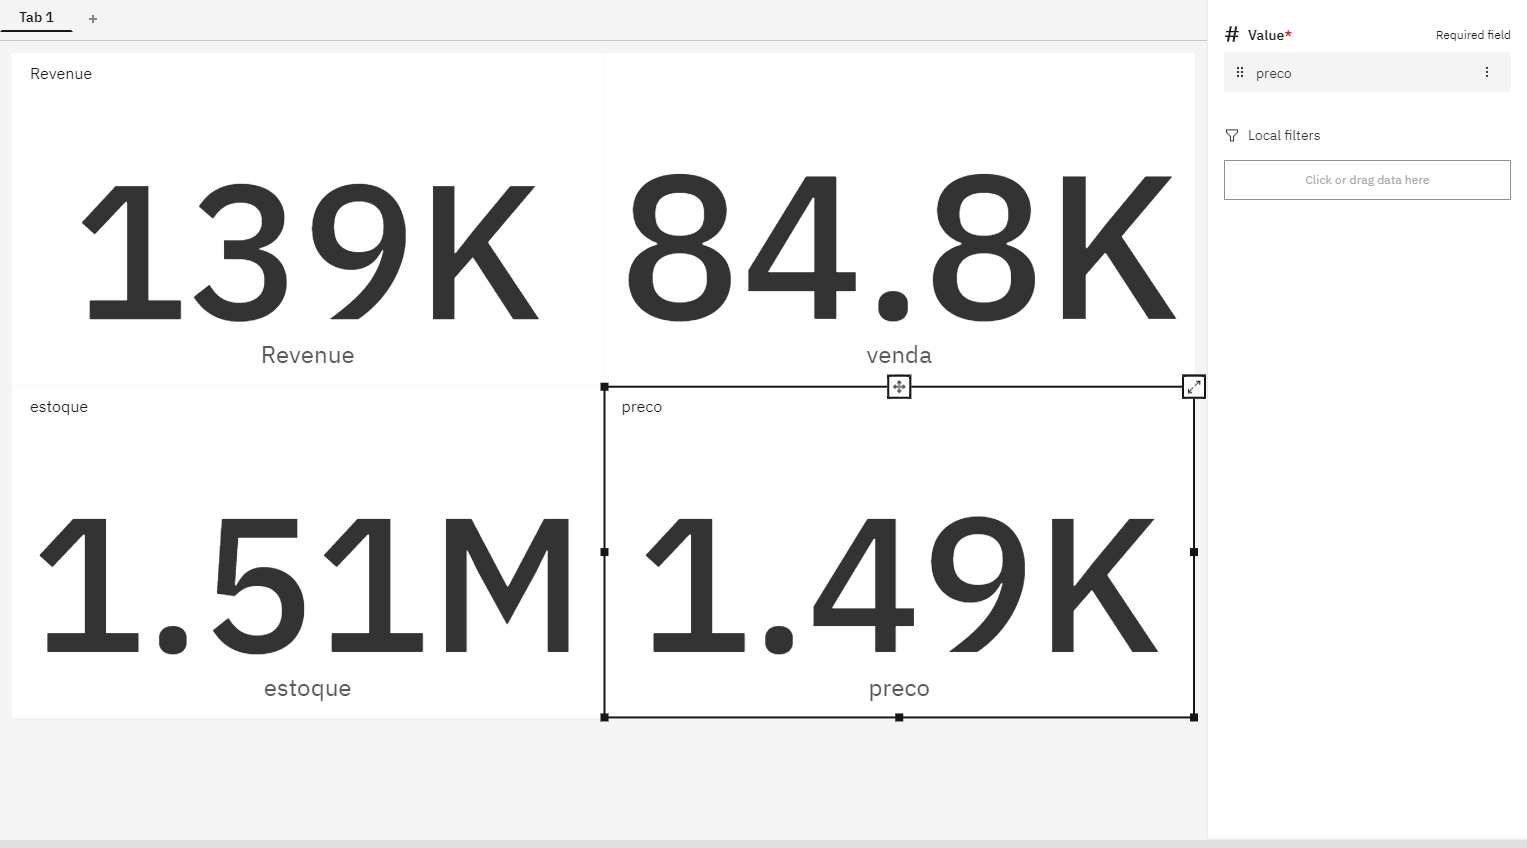 Tab 1 +
# Value* Required field
preco
Local filters
Click or drag data here
Revenue
139K
Revenue
84.8K
venda
estoque
1.51M
estoque
preco
1.49K
preco